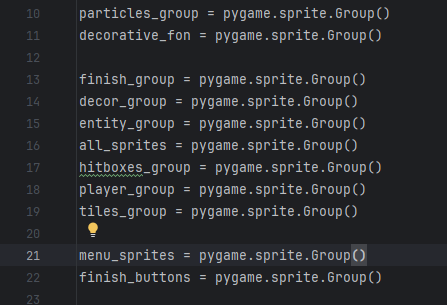 10 particles_group = pygame.sprite.Group()
11 decorative_fon = pygame.sprite.Group()
12
13 finish_group = pygame.sprite.Group()
14 decor_group = pygame.sprite.Group()
15 entity_group = pygame.sprite.Group()
16 all_sprites = pygame.sprite.Group()
17 hitboxes_group = pygame.sprite.Group()
18 player_group = pygame.sprite.Group()
19 tiles_group = pygame.sprite.Group()
20
21 menu_sprites = pygame.sprite.Group()
22 finish_buttons = pygame.sprite.Group()
23